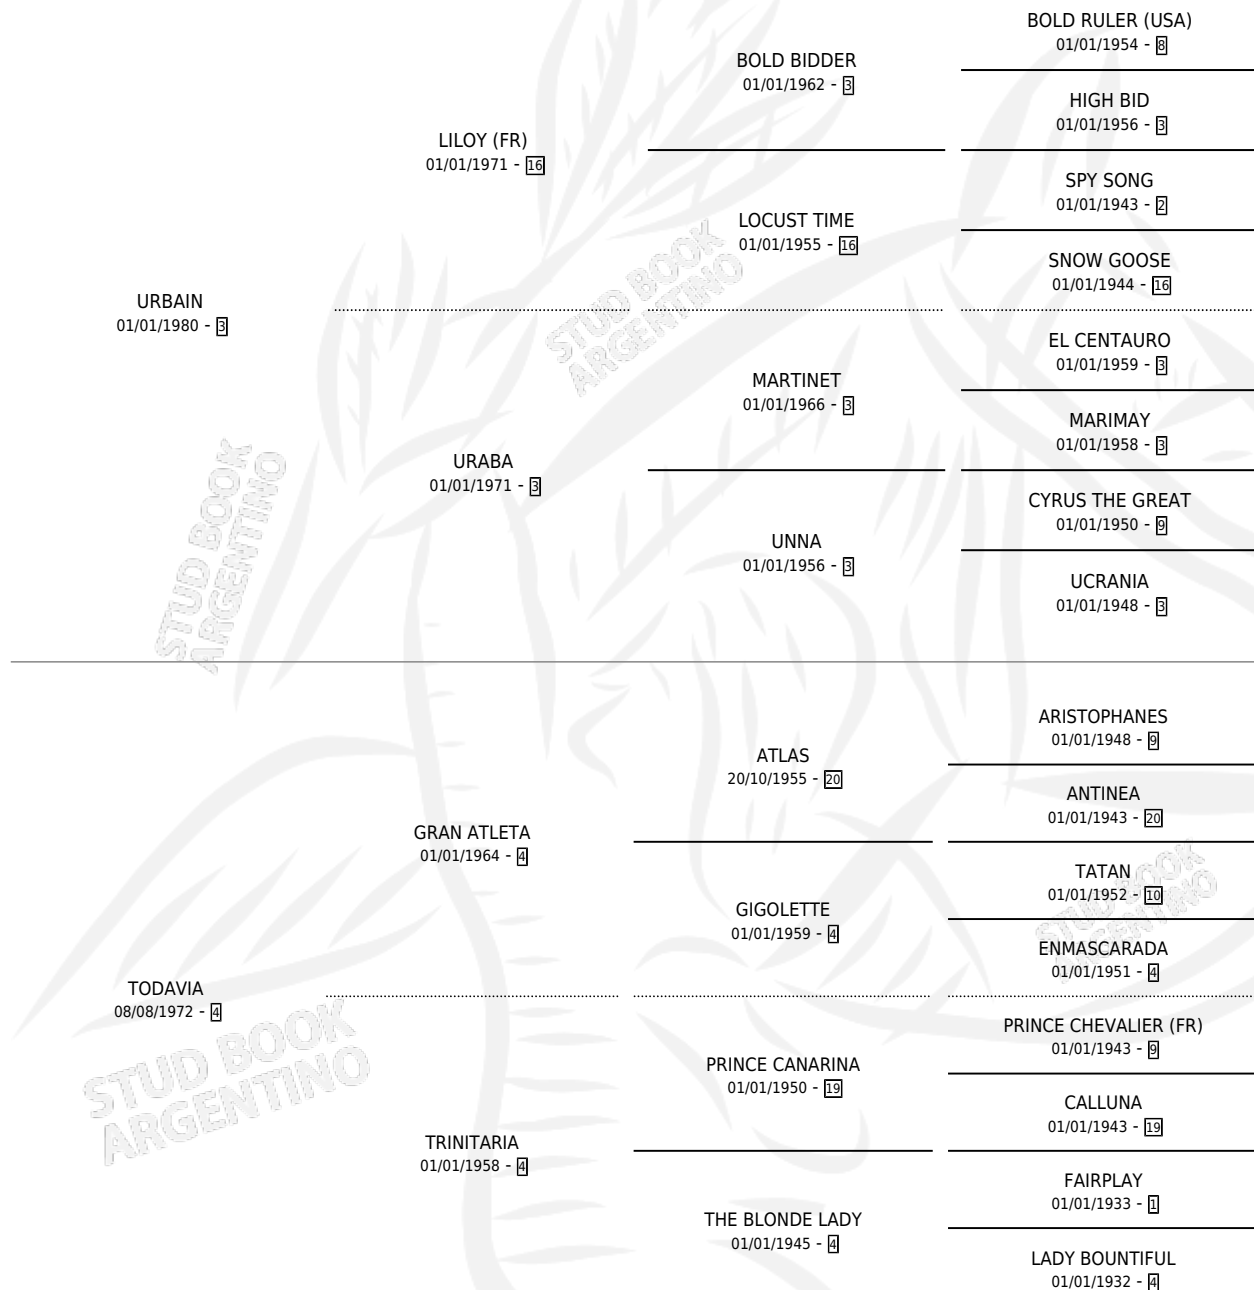 BOLD RULER (USA)
01/01/1954 - 8
BOLD BIDDER
01/01/1962 - 3
HIGH BID
01/01/1956 - 3
LILOY (FR)
01/01/1971 - 16
SPY SONG
01/01/1943 - 2
LOCUST TIME
01/01/1955 - 16
SNOW GOOSE
01/01/1944 - 16
URBAIN
01/01/1980 - 3
EL CENTAURO
01/01/1959 - 3
MARTINET
01/01/1966 - 3
MARIMAY
01/01/1958 - 3
URABA
01/01/1971 - 3
CYRUS THE GREAT
01/01/1950 - 9
UNNA
01/01/1956 - 3
UCRANIA
01/01/1948 - 3
ARISTOPHANES
01/01/1948 - 9
ATLAS
20/10/1955 - 20
ANTINEA
01/01/1943 - 20
GRAN ATLETA
01/01/1964 - 4
TATAN
01/01/1952 - 10
GIGOLETTE
01/01/1959 - 4
ENMASCARADA
01/01/1951 - 4
TODAVIA
08/08/1972 - 4
PRINCE CHEVALIER (FR)
01/01/1943 - 9
PRINCE CANARINA
01/01/1950 - 19
CALLUNA
01/01/1943 - 19
TRINITARIA
01/01/1958 - 4
FAIRPLAY
01/01/1933 - 1
THE BLONDE LADY
01/01/1945 - 4
LADY BOUNTIFUL
01/01/1932 - 4
STUD BOOK
ARGENTINO
STUD BOOK
ARGENTINO
STUD BOOK
ARGENTINO
STUD BOOK
ARGENTINO